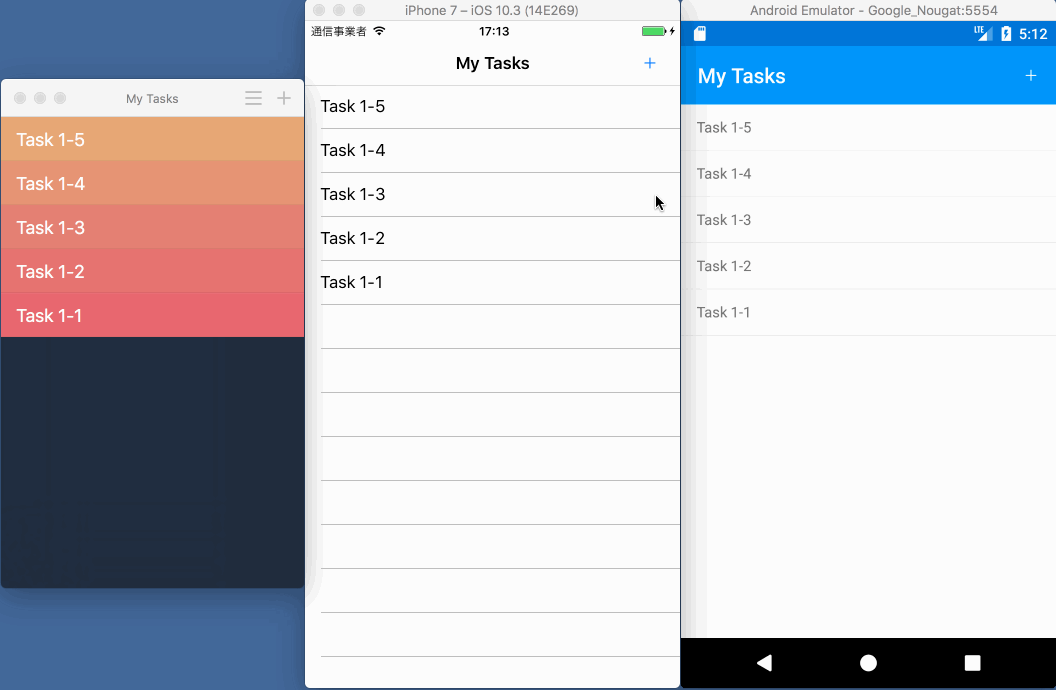 My Tasks
Task 1-5
Task 1-4
Task 1-3
Task 1-2
Task 1-1
iPhone 7 – iOS 10.3 (14E269)
通信事業者 17:13
My Tasks +
Task 1-5
Task 1-4
Task 1-3
Task 1-2
Task 1-1
Android Emulator - Google_Nougat:5554
LTE 5:12
My Tasks +
Task 1-5
Task 1-4
Task 1-3
Task 1-2
Task 1-1